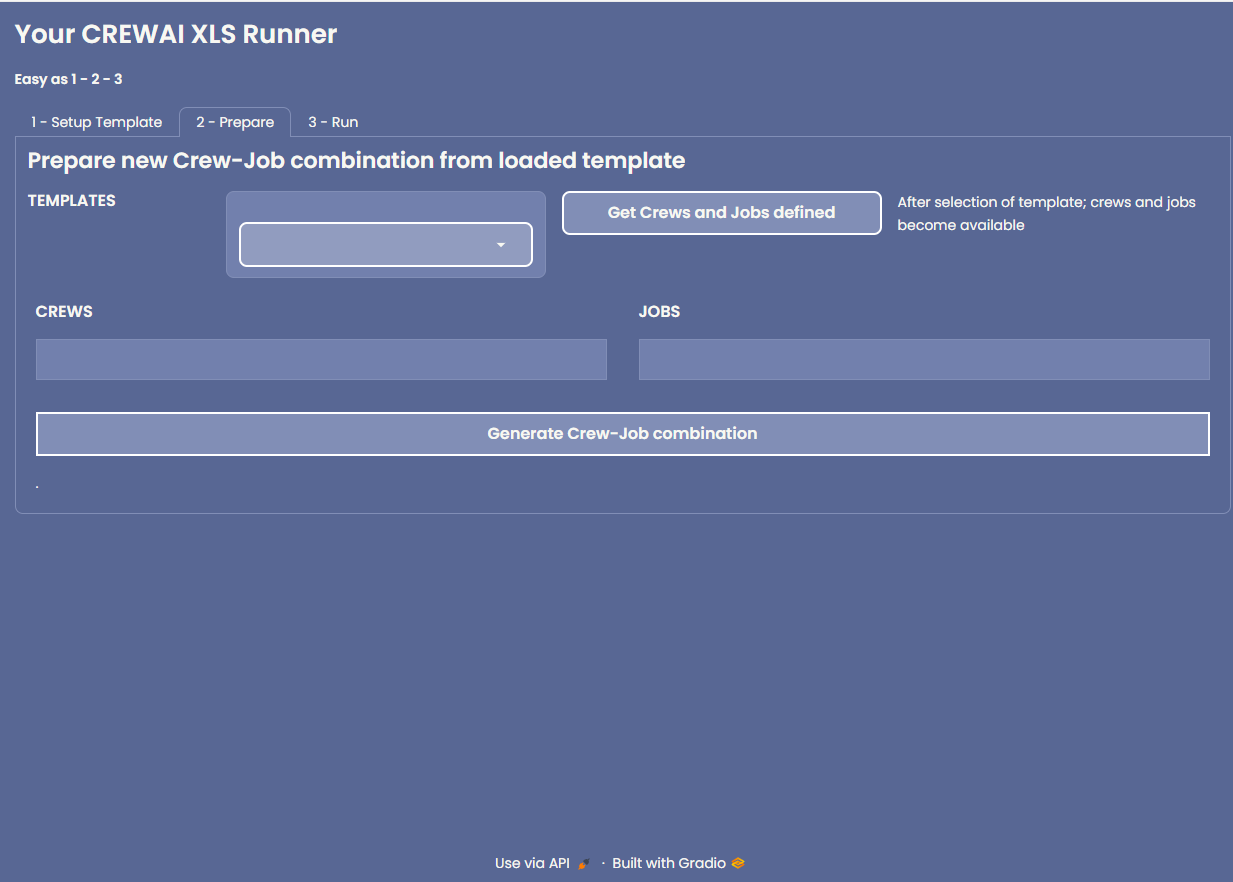 Your CREWAI XLS Runner
Easy as 1 - 2 - 3
1 - Setup Template
2 - Prepare
3 - Run
Prepare new Crew-Job combination from loaded template
TEMPLATES
Get Crews and Jobs defined
After selection of template; crews and jobs
become available
CREWS
JOBS
Generate Crew-Job combination
.
Use via API · Built with Gradio